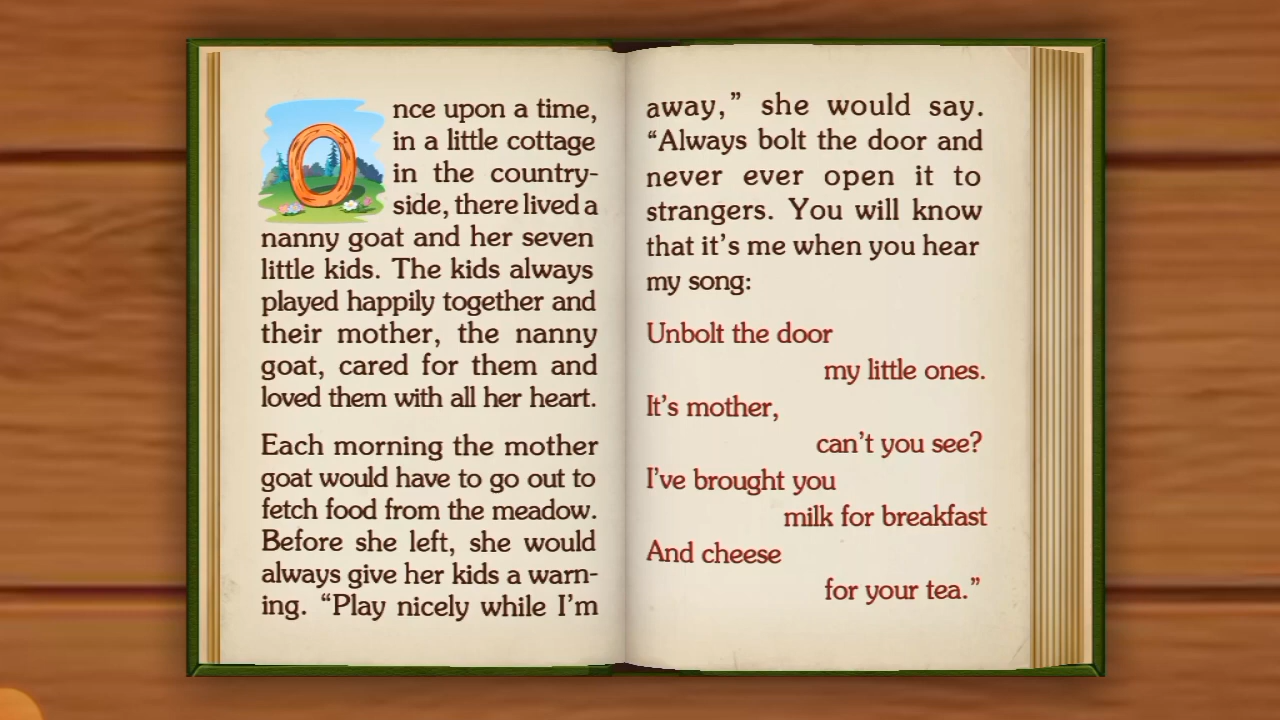 Once upon a time,
in a little cottage
in the country-
side, there lived a
nanny goat and her seven
little kids. The kids always
played happily together and
their mother, the nanny
goat, cared for them and
loved them with all her heart.
Each morning the mother
goat would have to go out to
fetch food from the meadow.
Before she left, she would
always give her kids a warn-
ing. “Play nicely while I’m
away,” she would say.
“Always bolt the door and
never ever open it to
strangers. You will know
that it’s me when you hear
my song:
Unbolt the door
my little ones.
It’s mother,
can’t you see?
I’ve brought you
milk for breakfast
And cheese
for your tea.”